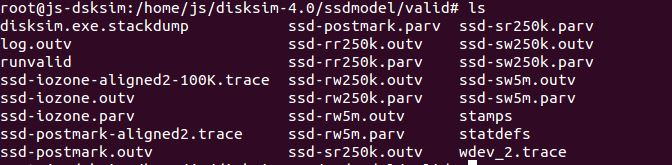 root@js-disksim:/home/js/disksim-4.0/ssdmodel/valid# ls
disksim.exe.stackdump ssd-postmark.parv ssd-sr250k.parv
log.outv ssd-rr250k.outv ssd-sw250k.outv
runvalid ssd-rr250k.parv ssd-sw250k.parv
ssd-iozone-aligned2-100K.trace ssd-rw250k.outv ssd-sw5m.outv
ssd-iozone.outv ssd-rw250k.parv ssd-sw5m.parv
ssd-iozone.parv ssd-rw5m.outv stamps
ssd-postmark-aligned2.trace ssd-rw5m.parv statdefs
ssd-postmark.outv ssd-sr250k.outv wdev_2.trace